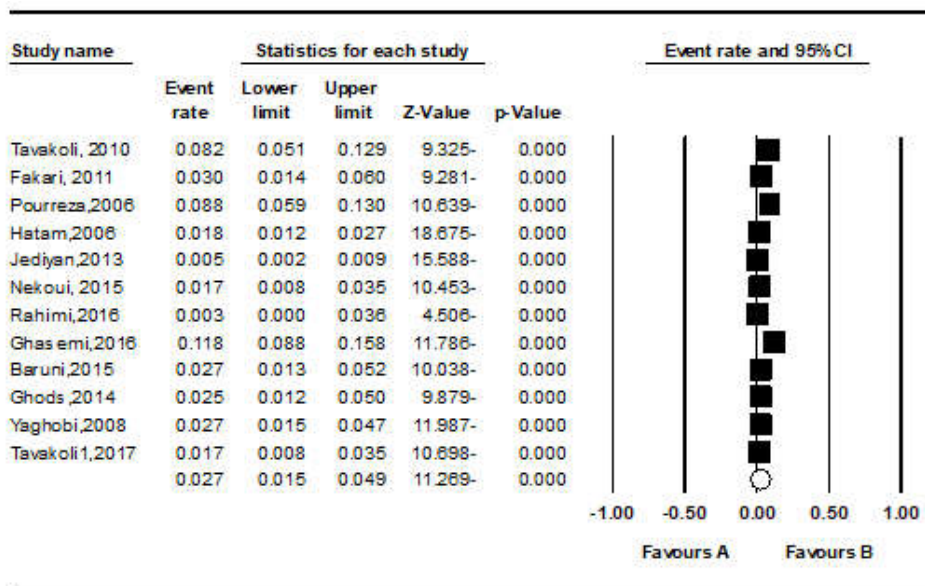 Study name Statistics for each study Event rate and 95% CI
Event Lower Upper
rate limit limit Z-Value p-Value
Tavakoli, 2010 0.082 0.051 0.129 9.325- 0.000
Fakari, 2011 0.030 0.014 0.060 9.281- 0.000
Pourreza,2006 0.088 0.059 0.130 10.639- 0.000
Hatam,2006 0.018 0.012 0.027 18.675- 0.000
Jediyan,2013 0.005 0.002 0.009 15.588- 0.000
Nekoui, 2015 0.017 0.008 0.035 10.453- 0.000
Rahimi,2016 0.003 0.000 0.036 4.506- 0.000
Ghasemi,2016 0.118 0.088 0.158 11.786- 0.000
Baruni,2015 0.027 0.013 0.052 10.038- 0.000
Ghods,2014 0.025 0.012 0.050 9.879- 0.000
Yaghobi,2008 0.027 0.015 0.047 11.987- 0.000
Tavakoli1,2017 0.017 0.008 0.035 10.698- 0.000
0.027 0.015 0.049 11.269- 0.000
-1.00 -0.50 0.00 0.50 1.00
Favours A Favours B